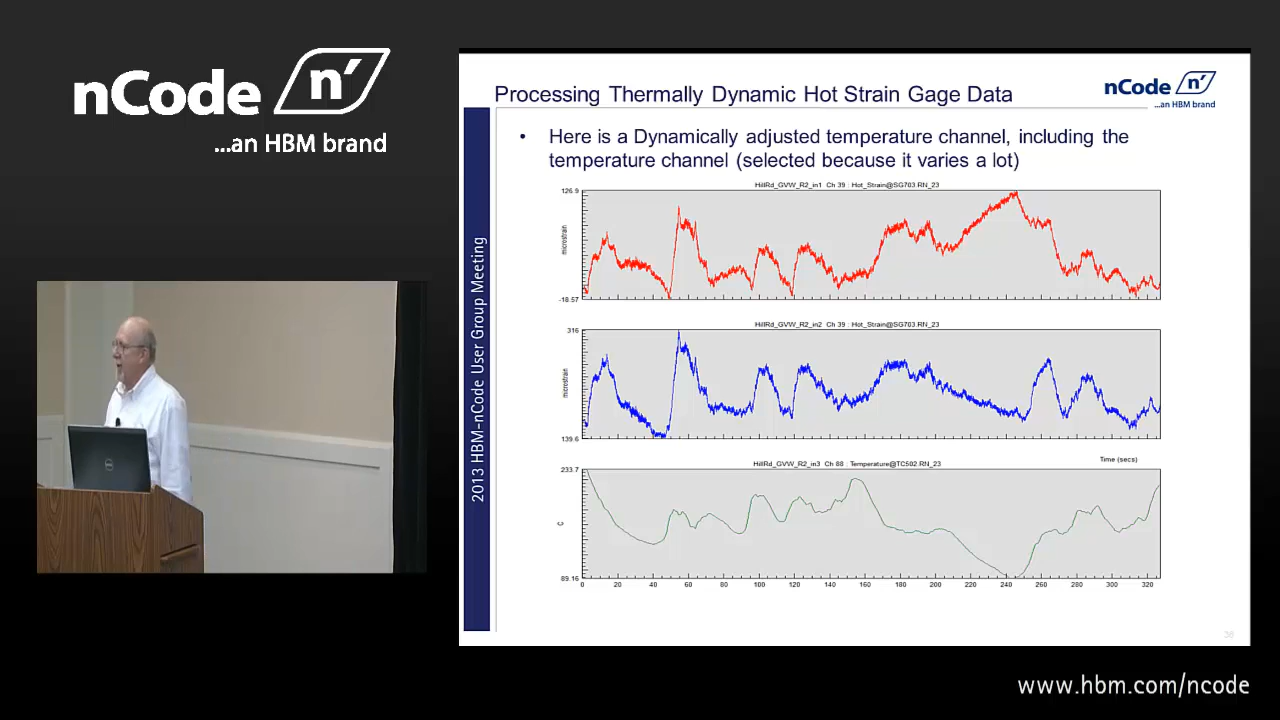 nCode n'
...an HBM brand
Processing Thermally Dynamic Hot Strain Gage Data
nCode n'
...an HBM brand
• Here is a Dynamically adjusted temperature channel, including the
temperature channel (selected because it varies a lot)
2013 HBM-nCode User Group Meeting
HillRd_GVW_R2_in1 Ch 39 : Hot_Strain@SG703.RN_23
126.9
microstrain
-18.57
HillRd_GVW_R2_in2 Ch 39 : Hot_Strain@SG703.RN_23
316
microstrain
139.6
Time (secs)
HillRd_GVW_R2_in3 Ch 88 : Temperature@TC502.RN_23
233.7
C
89.16
0 20 40 60 80 100 120 140 160 180 200 220 240 260 280 300 320
38
www.hbm.com/ncode